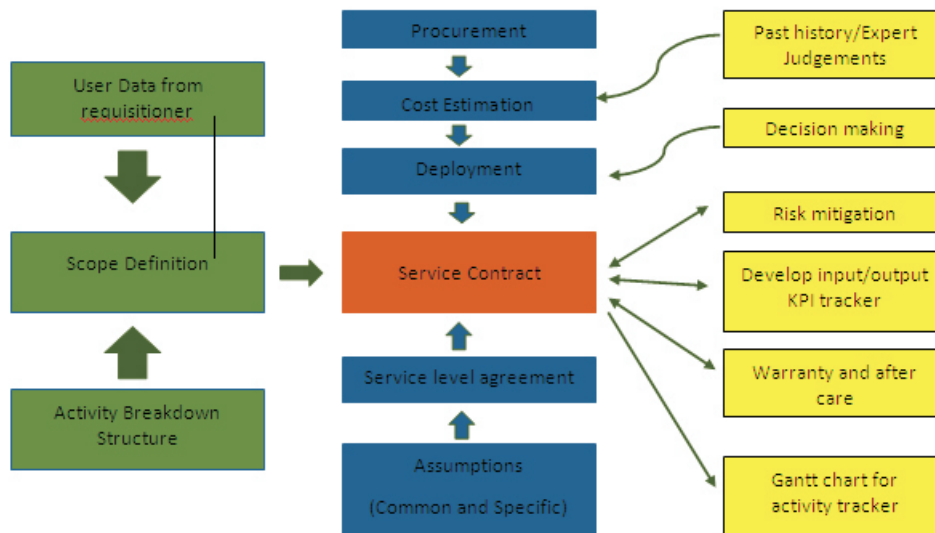 User Data from
requisitioner
Scope Definition
Activity Breakdown
Structure
Procurement
Cost Estimation
Deployment
Service Contract
Service level agreement
Assumptions
(Common and Specific)
Past history/Expert
Judgements
Decision making
Risk mitigation
Develop input/output
KPI tracker
Warranty and after
care
Gantt chart for
activity tracker